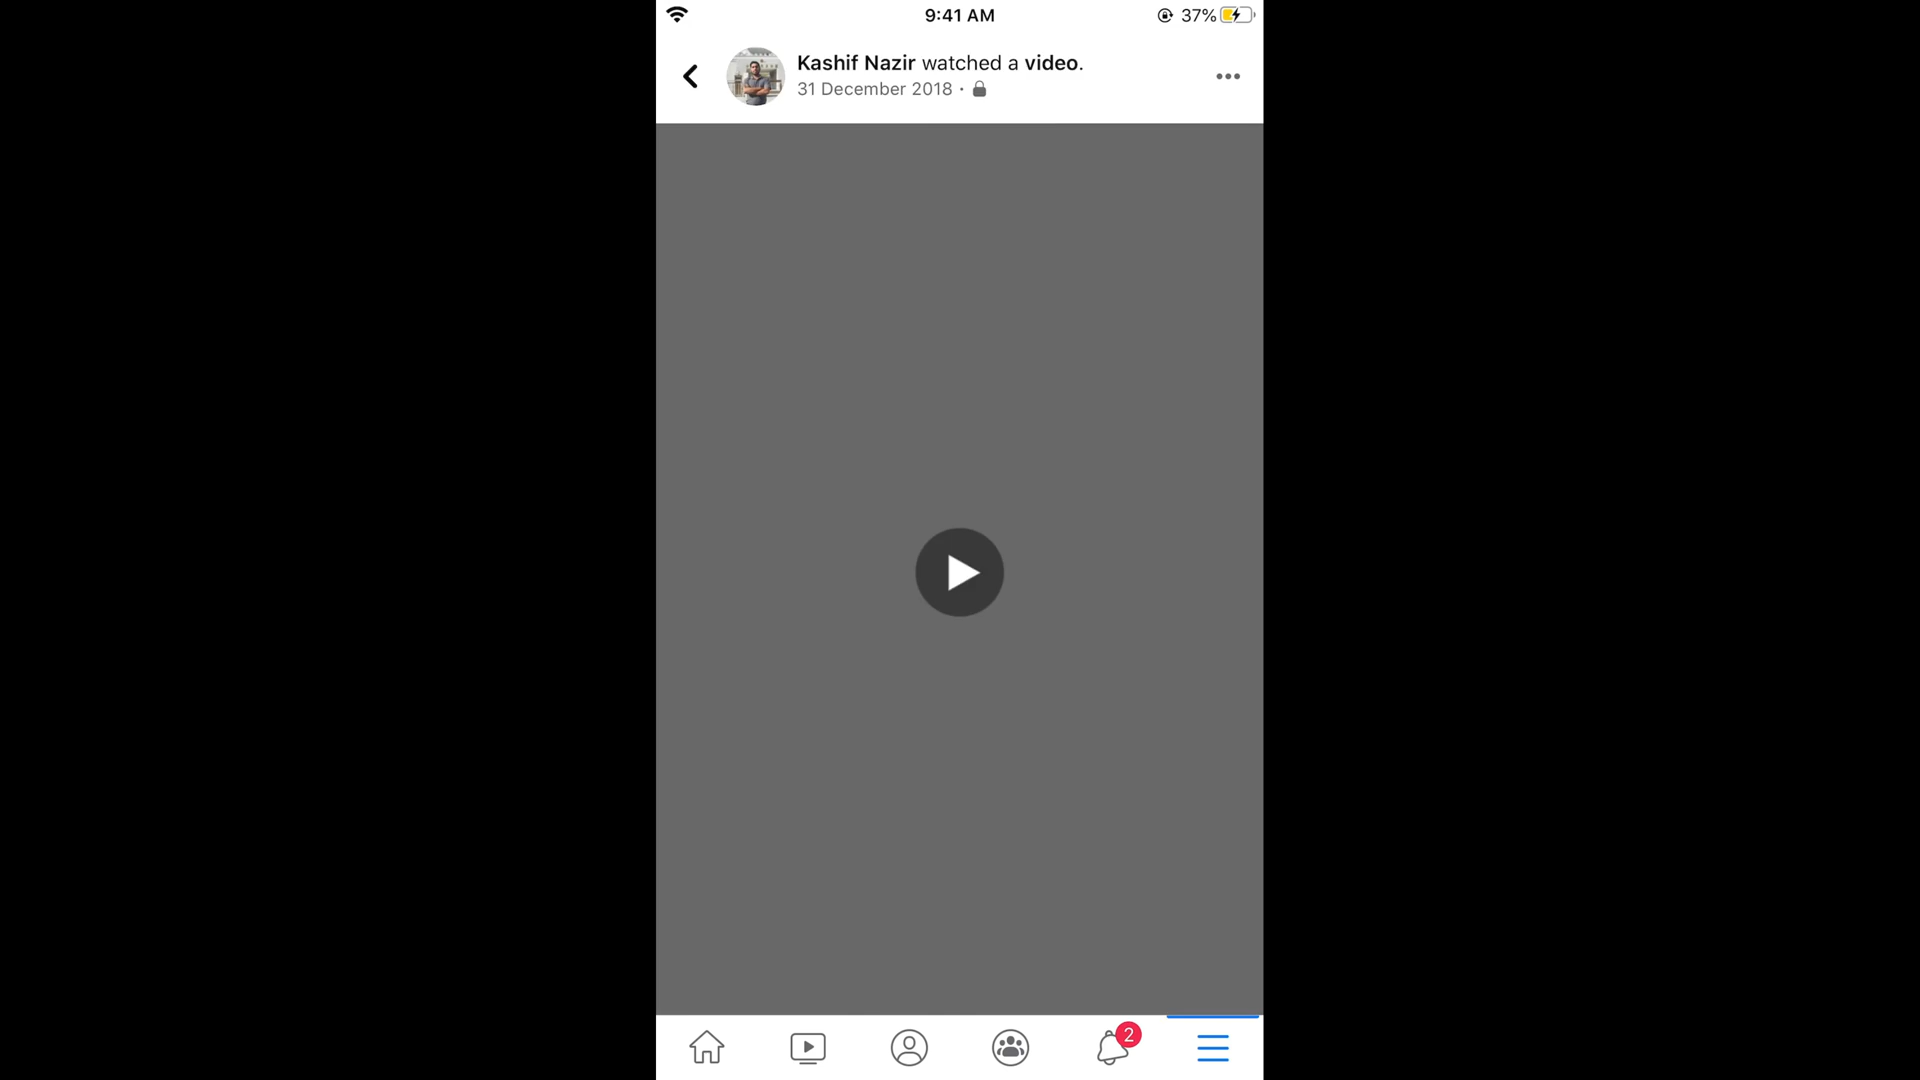 9:41 AM
37%
Kashif Nazir watched a video.
31 December 2018 ·
2